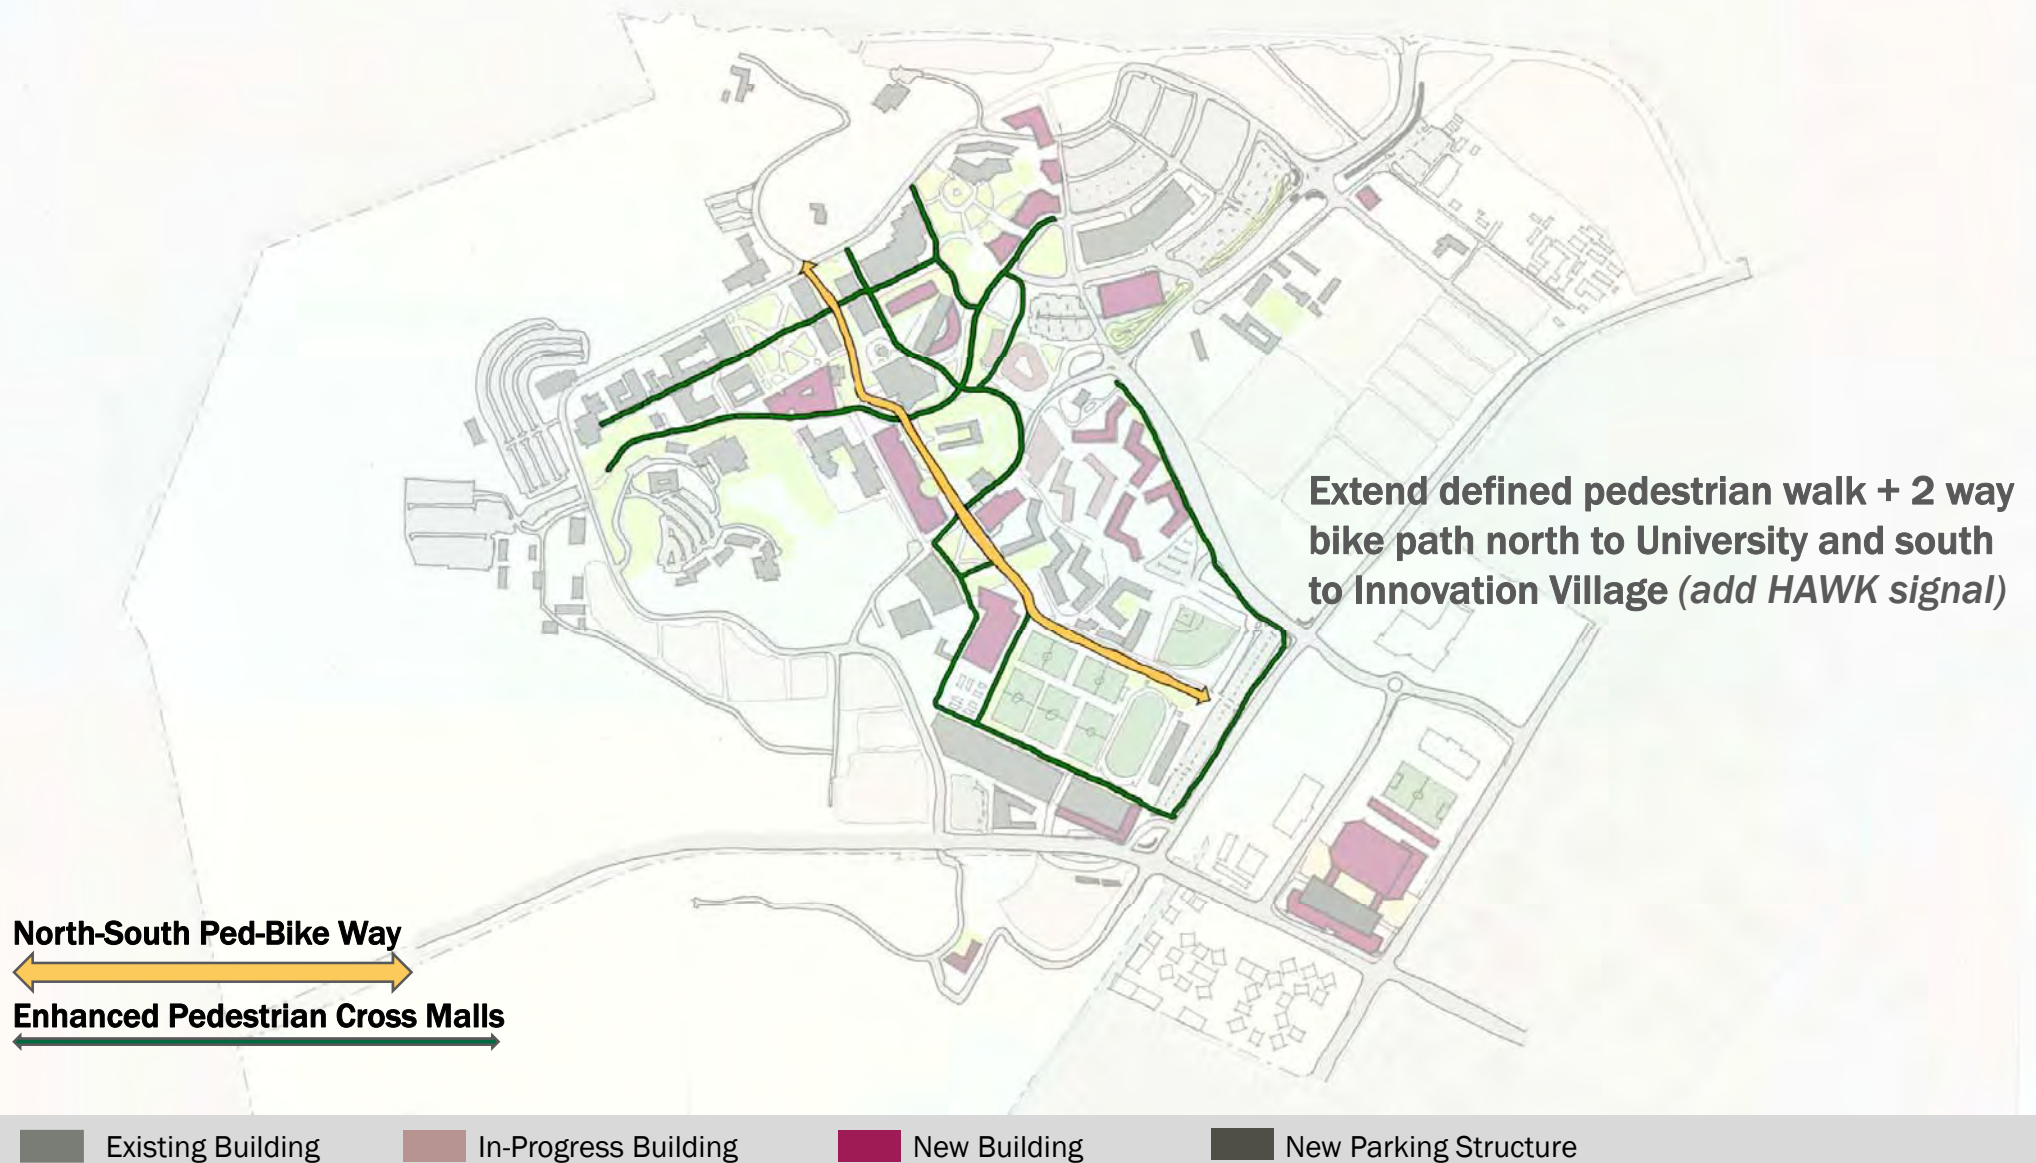 Extend defined pedestrian walk + 2 way
bike path north to University and south
to Innovation Village (add HAWK signal)
North-South Ped-Bike Way
Enhanced Pedestrian Cross Malls
Existing Building
In-Progress Building
New Building
New Parking Structure